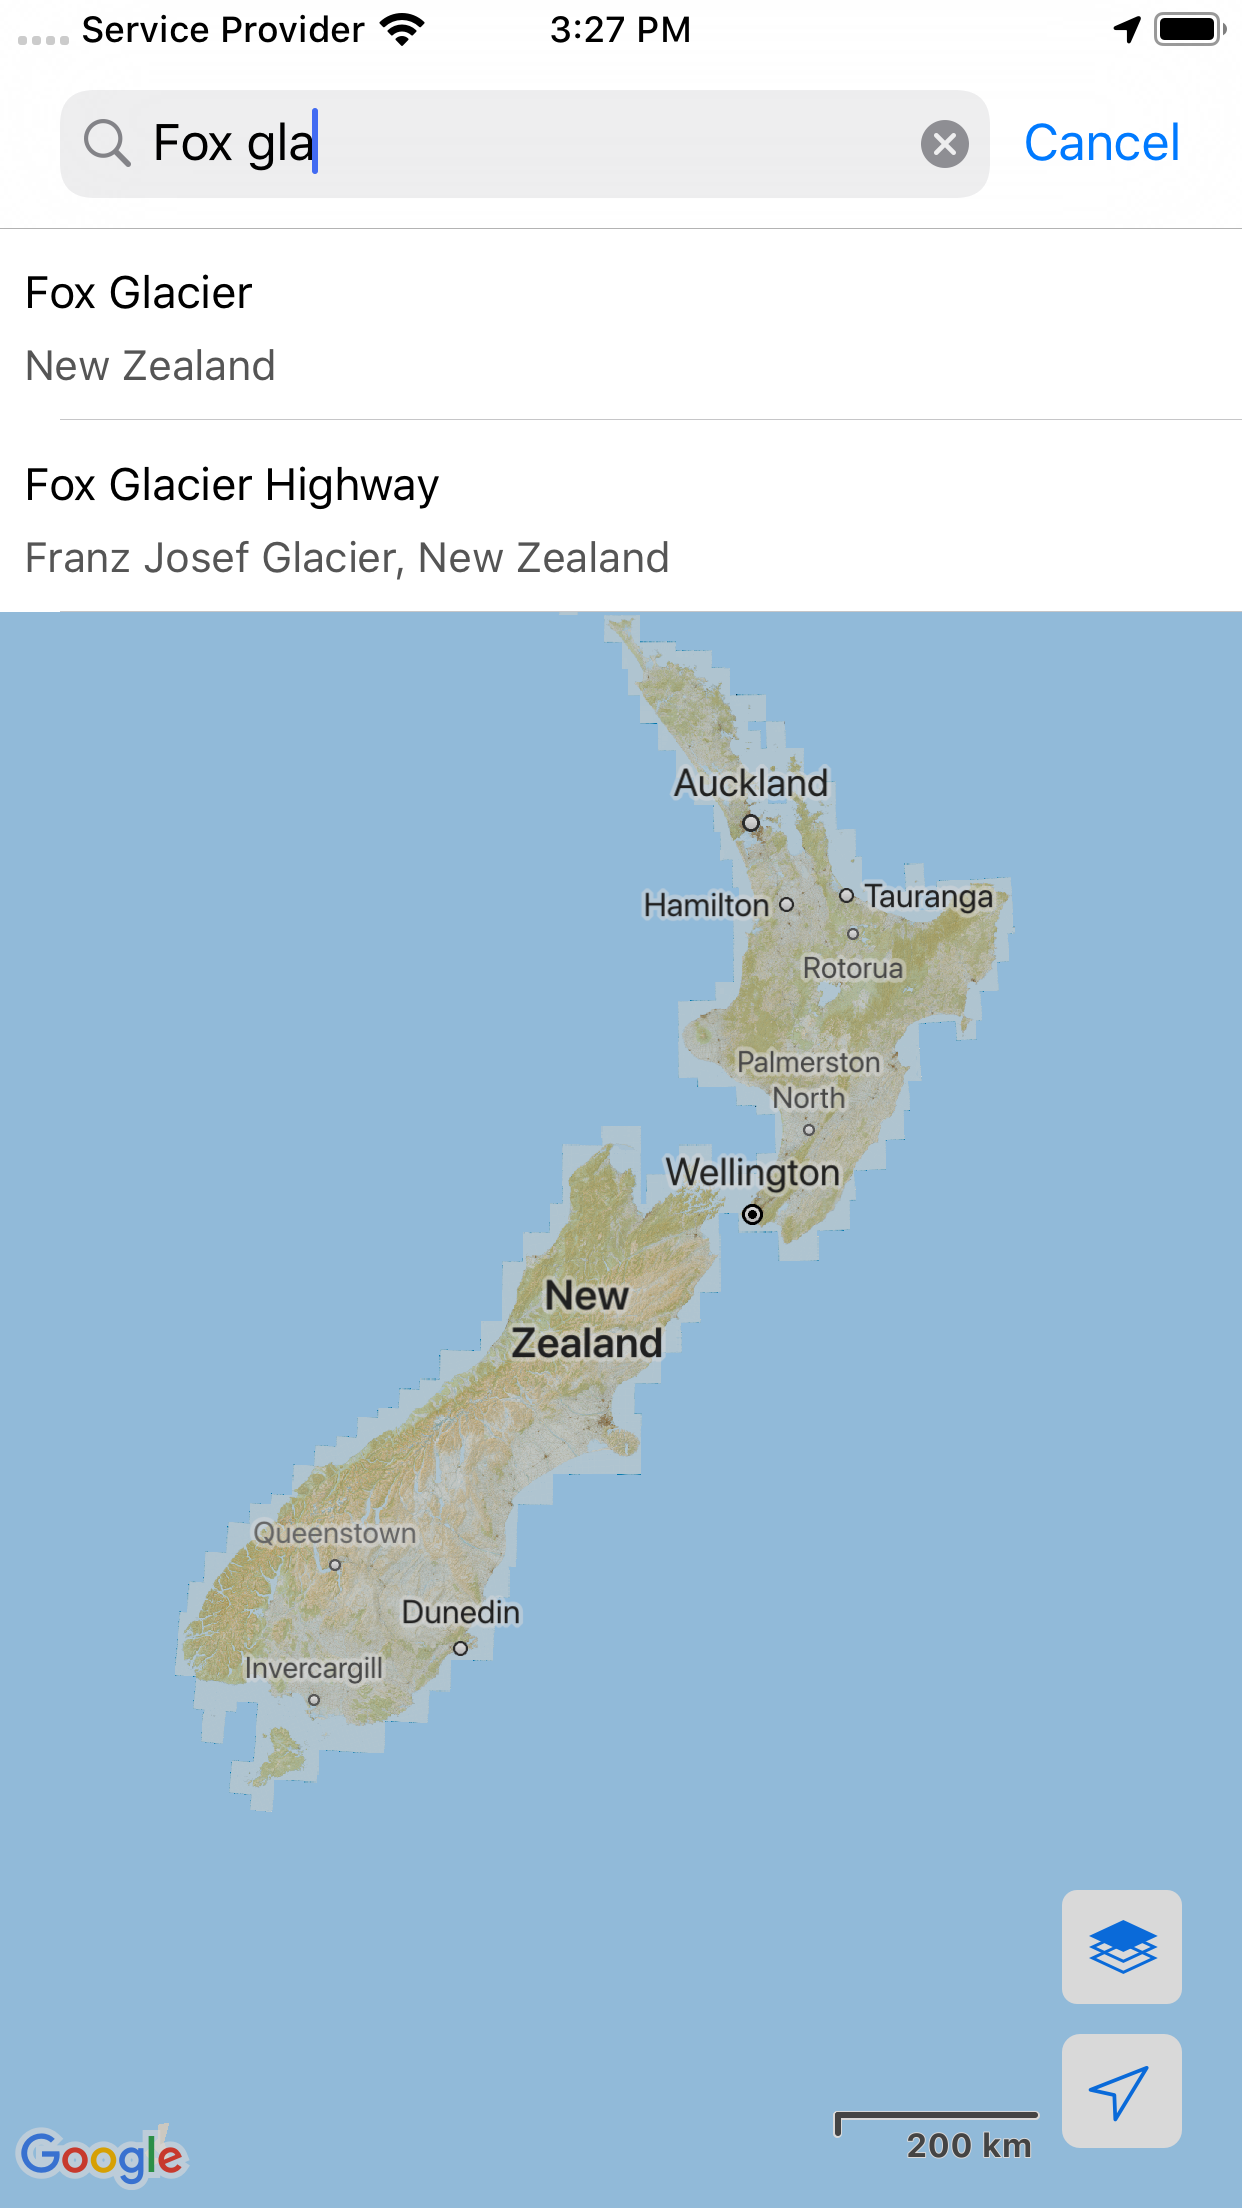 Service Provider
3:27 PM
Fox gla
Cancel
Fox Glacier
New Zealand
Fox Glacier Highway
Franz Josef Glacier, New Zealand
Auckland
Hamilton
Tauranga
Rotorua
Palmerston
North
Wellington
New
Zealand
Queenstown
Dunedin
Invercargill
200 km
Google